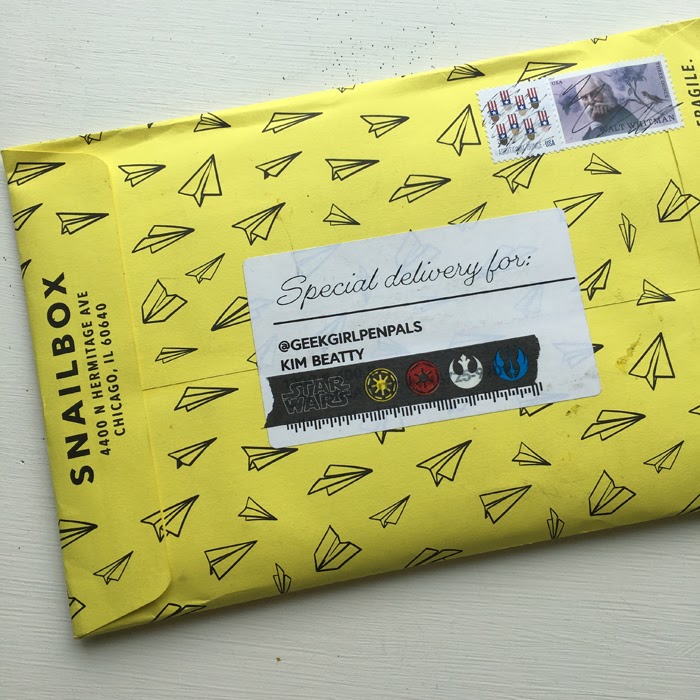 SNAILBOX
4400 N HERMITAGE AVE
CHICAGO, IL 60640
USA
WALT WHITMAN
USA
FRAGILE.
Special delivery for:
@GEEKGIRLPENPALS
KIM BEATTY
STAR
WARS